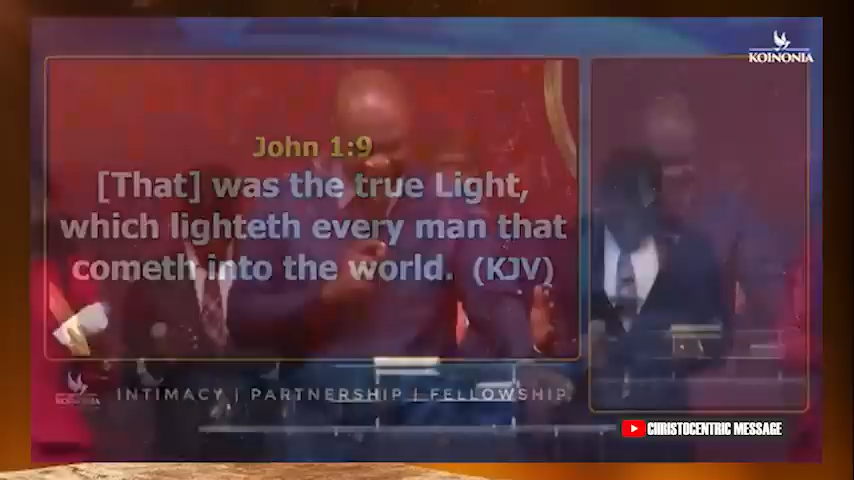 KOINONIA
John 1:9
[That] was the true Light,
which lighteth every man that
cometh into the world. (KJV)
KOINONIA
INTIMACY | PARTNERSHIP | FELLOWSHIP
CHRISTOCENTRIC MESSAGE